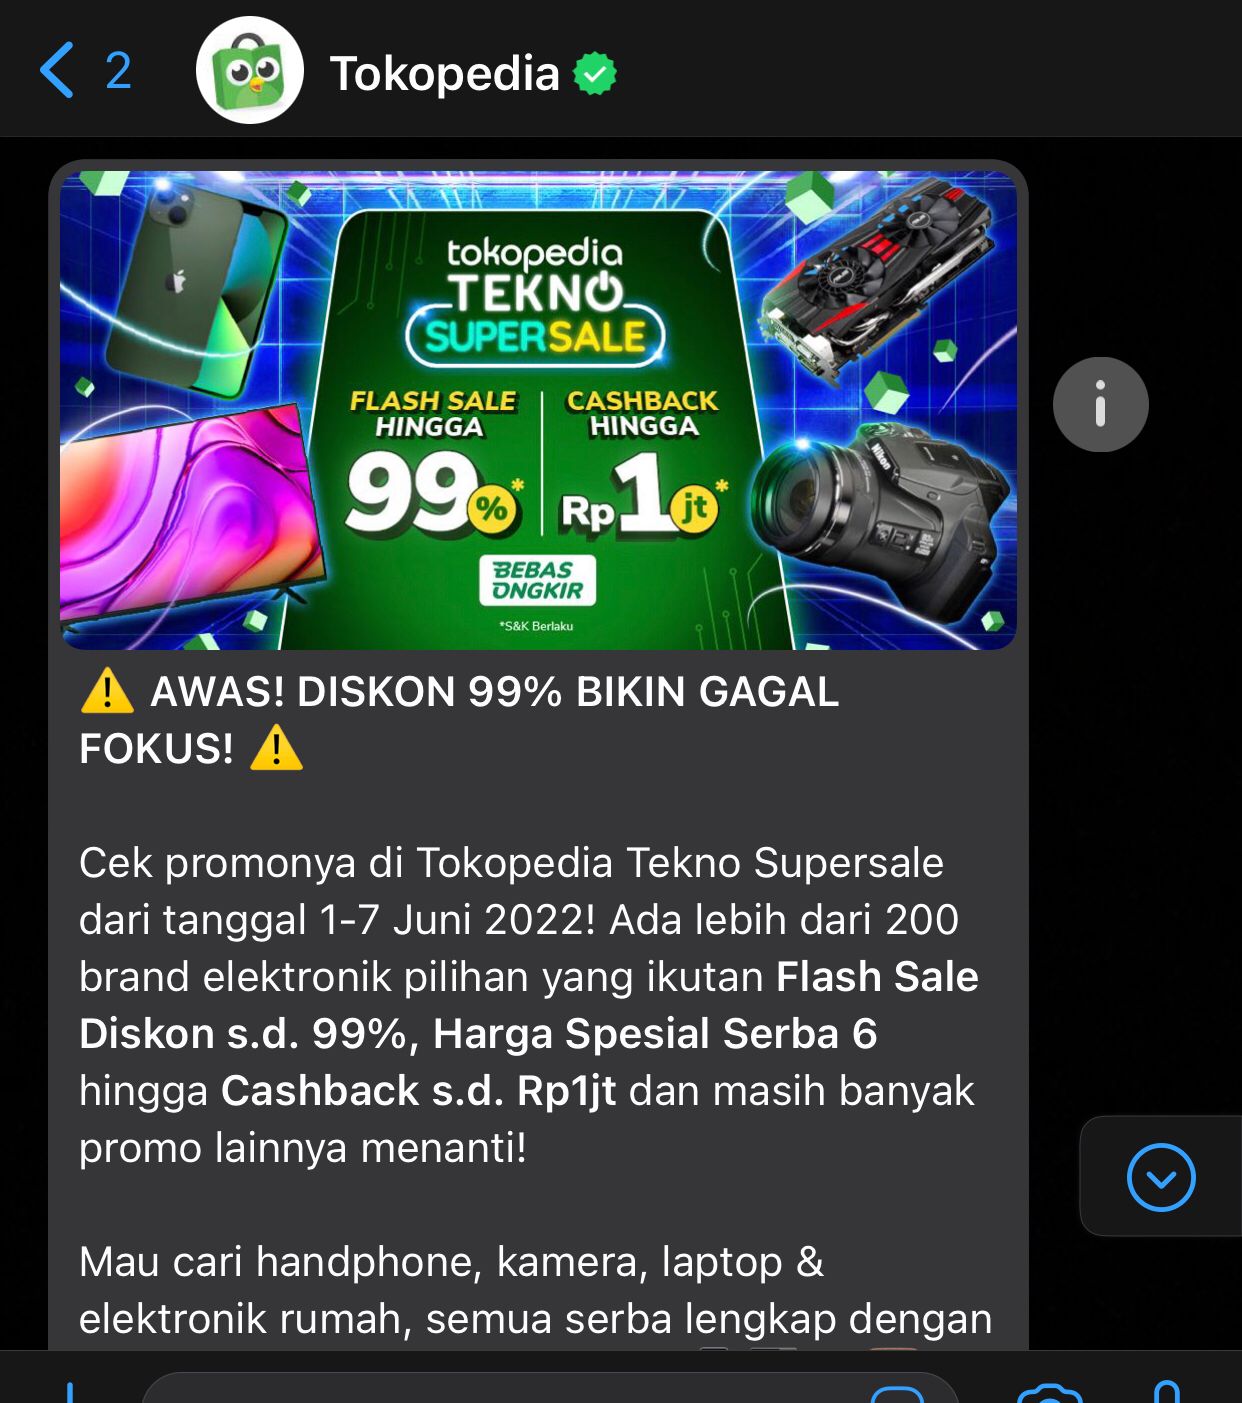 2
Tokopedia
tokopedia
TEKNO
SUPERSALE
FLASH SALE
HINGGA
99%*
CASHBACK
HINGGA
Rp1jt*
BEBAS
ONGKIR
*S&K Berlaku
Nikon
⚠️ AWAS! DISKON 99% BIKIN GAGAL
FOKUS! ⚠️
Cek promonya di Tokopedia Tekno Supersale
dari tanggal 1-7 Juni 2022! Ada lebih dari 200
brand elektronik pilihan yang ikutan Flash Sale
Diskon s.d. 99%, Harga Spesial Serba 6
hingga Cashback s.d. Rp1jt dan masih banyak
promo lainnya menanti!
Mau cari handphone, kamera, laptop &
elektronik rumah, semua serba lengkap dengan